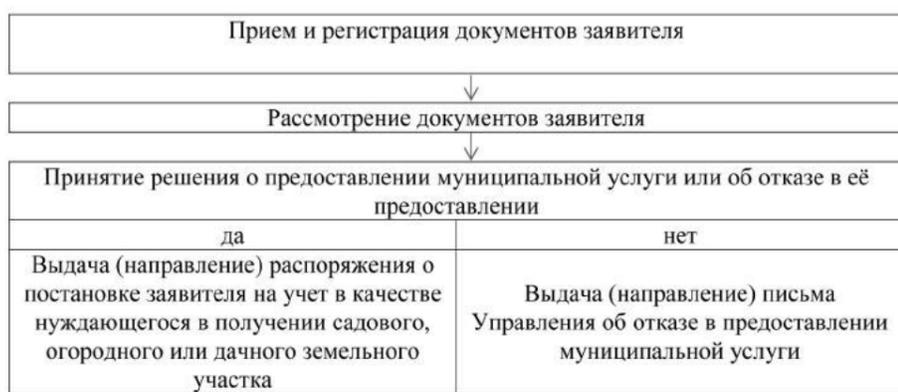 Прием и регистрация документов заявителя
Рассмотрение документов заявителя
Принятие решения о предоставлении муниципальной услуги или об отказе в её
предоставлении
да
нет
Выдача (направление) распоряжения о
постановке заявителя на учет в качестве
нуждающегося в получении садового,
огородного или дачного земельного
участка
Выдача (направление) письма
Управления об отказе в предоставлении
муниципальной услуги